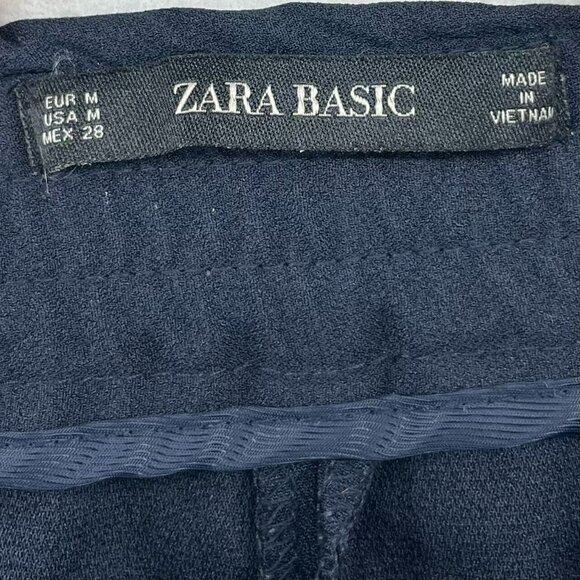 EUR M
USA M
MEX 28
ZARA BASIC
MADE
IN
VIETNAM